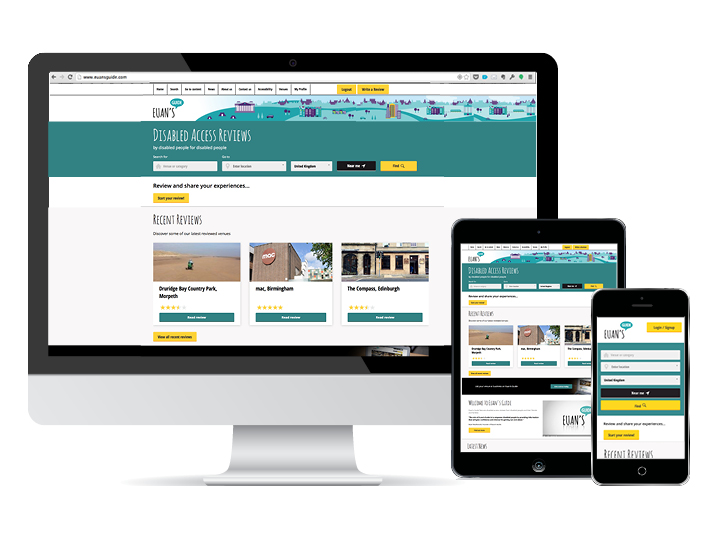 www.euansguide.com
Home Search Go to content News About us Contact us Accessibility Venues My Profile Logout Write a Review
EUAN'S GUIDE
DISABLED ACCESS REVIEWS
by disabled people for disabled people
Search for: Go to:
Venue or category Enter location United Kingdom Near me Find
Review and share your experiences...
Start your review!
RECENT REVIEWS
Discover some of our latest reviewed venues
mac
Druridge Bay Country Park, Morpeth
mac, Birmingham
The Compass, Edinburgh
Read review Read review Read review
View all recent reviews
EUAN'S GUIDE
DISABLED ACCESS REVIEWS
Review and share your experiences...
RECENT REVIEWS
Druridge Bay Country Park, Morpeth
mac, Birmingham
The Compass, Edinburgh
WELCOME TO EUAN'S GUIDE
EUAN'S GUIDE
LATEST NEWS
EUAN'S GUIDE
Login / Signup
Venue or category
Enter location
United Kingdom
Near me
Find
Review and share your experiences...
Start your review!
RECENT REVIEWS